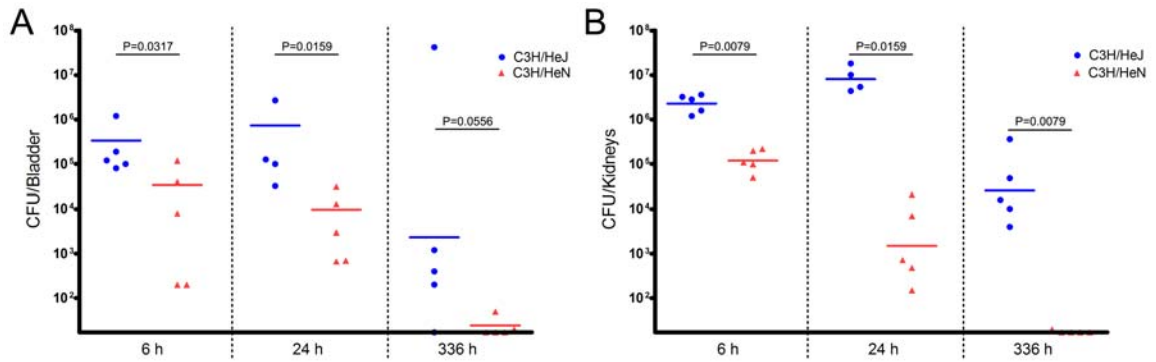 A
CFU/Bladder
10⁸
10⁷
10⁶
10⁵
10⁴
10³
10²
P=0.0317
P=0.0159
P=0.0556
C3H/HeJ
C3H/HeN
6 h
24 h
336 h
B
CFU/Kidneys
10⁸
10⁷
10⁶
10⁵
10⁴
10³
10²
P=0.0079
P=0.0159
P=0.0079
C3H/HeJ
C3H/HeN
6 h
24 h
336 h